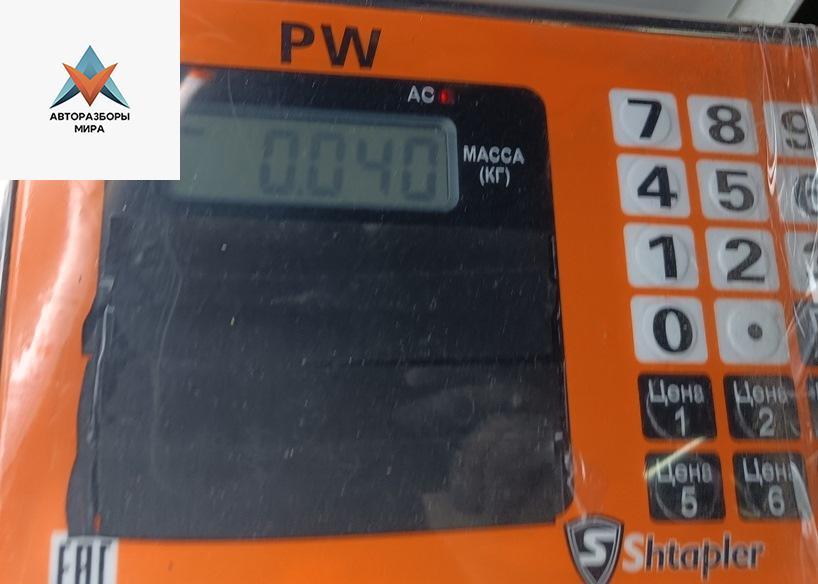 АВТОРАЗБОРЫ
МИРА
PW
AC
0.040
МАССА
(КГ)
7 8 9
4 5
1 2
0 .
Цена 1
Цена 2
Цена 5
Цена 6
EAC
S
Shtapler